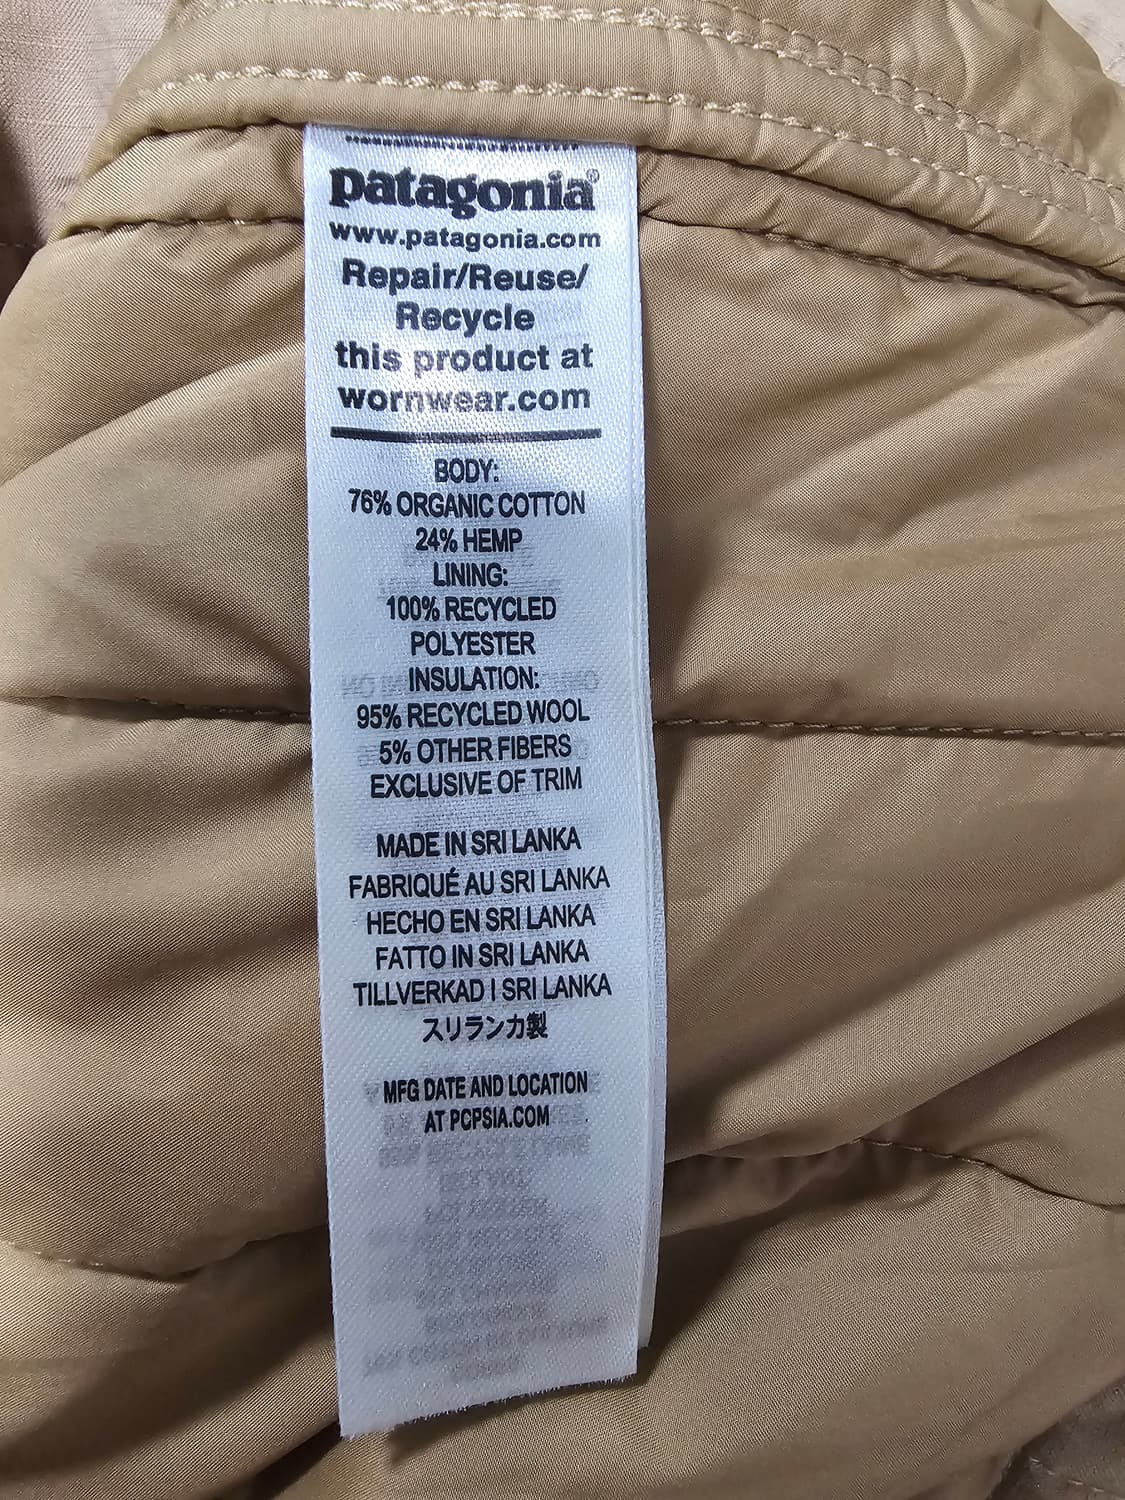 patagonia®
www.patagonia.com
Repair/Reuse/
Recycle
this product at
wornwear.com
BODY:
76% ORGANIC COTTON
24% HEMP
LINING:
100% RECYCLED
POLYESTER
INSULATION:
95% RECYCLED WOOL
5% OTHER FIBERS
EXCLUSIVE OF TRIM
MADE IN SRI LANKA
FABRIQUÉ AU SRI LANKA
HECHO EN SRI LANKA
FATTO IN SRI LANKA
TILLVERKAD I SRI LANKA
スリランカ製
MFG DATE AND LOCATION
AT PCPSIA.COM